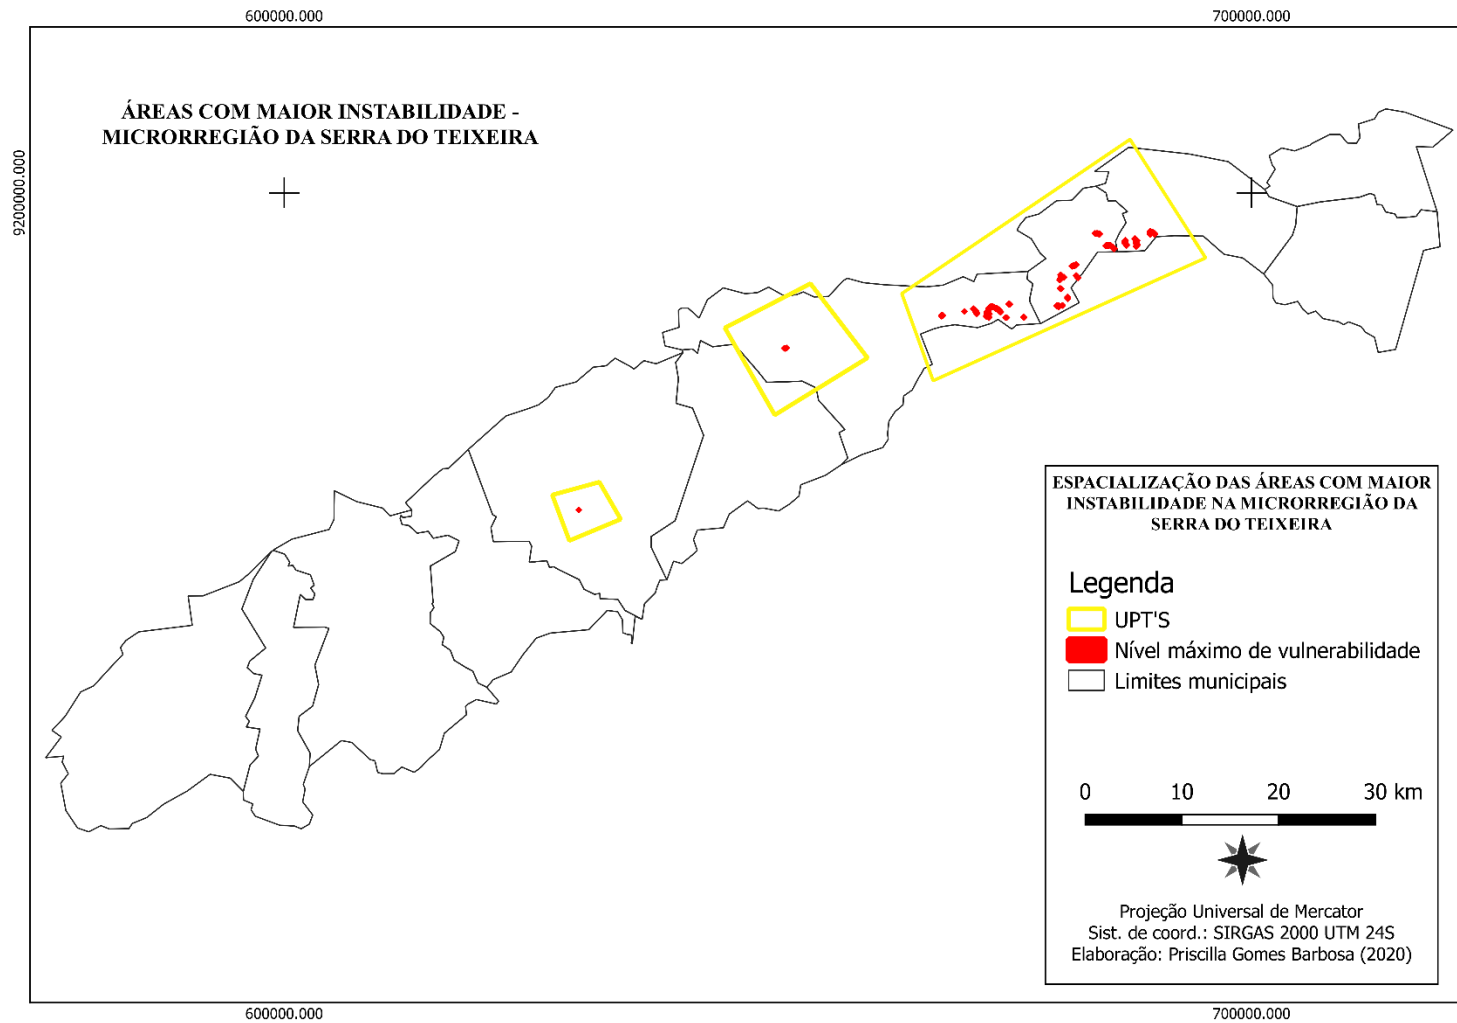 600000.000
700000.000
9200000.000
ÁREAS COM MAIOR INSTABILIDADE -
MICRORREGIÃO DA SERRA DO TEIXEIRA
ESPACIALIZAÇÃO DAS ÁREAS COM MAIOR
INSTABILIDADE NA MICRORREGIÃO DA
SERRA DO TEIXEIRA
Legenda
UPT'S
Nível máximo de vulnerabilidade
Limites municipais
0 10 20 30 km
Projeção Universal de Mercator
Sist. de coord.: SIRGAS 2000 UTM 24S
Elaboração: Priscilla Gomes Barbosa (2020)
600000.000
700000.000